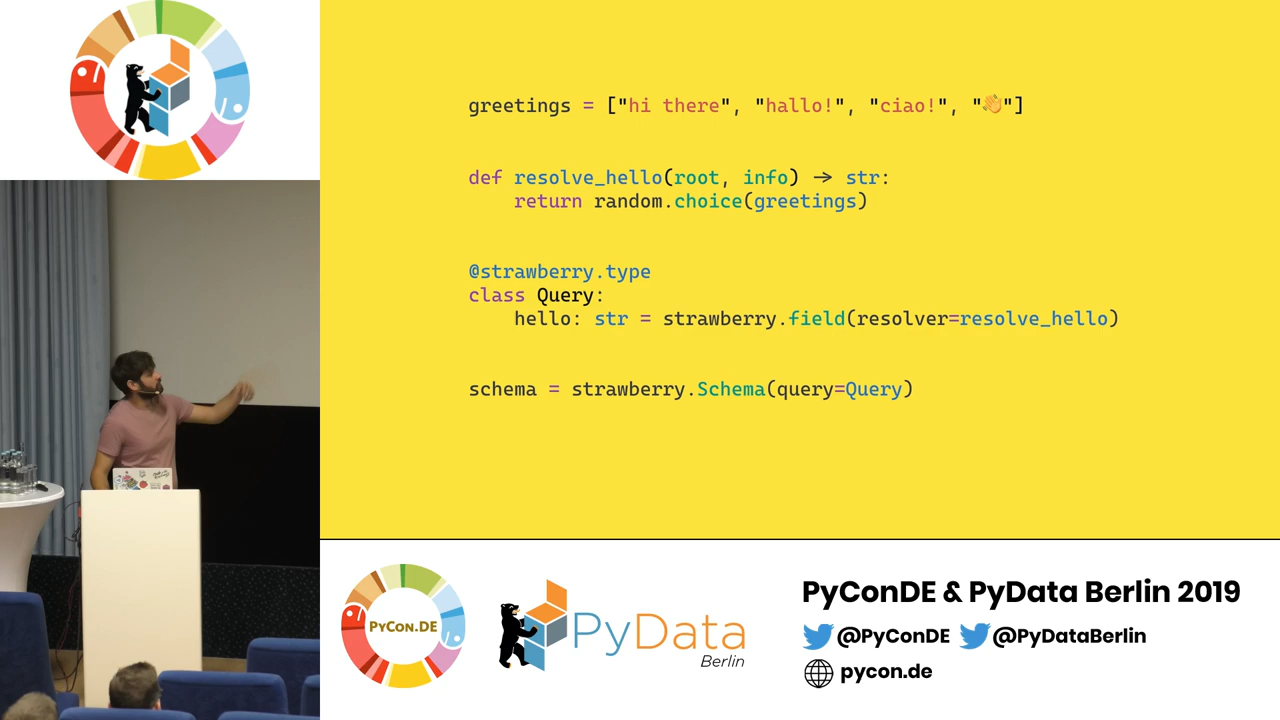 greetings = ["hi there", "hallo!", "ciao!", "👋"]
def resolve_hello(root, info) → str:
    return random.choice(greetings)
@strawberry.type
class Query:
    hello: str = strawberry.field(resolver=resolve_hello)
schema = strawberry.Schema(query=Query)
PYCON.DE
PyData
Berlin
PyConDE & PyData Berlin 2019
@PyConDE @PyDataBerlin
pycon.de